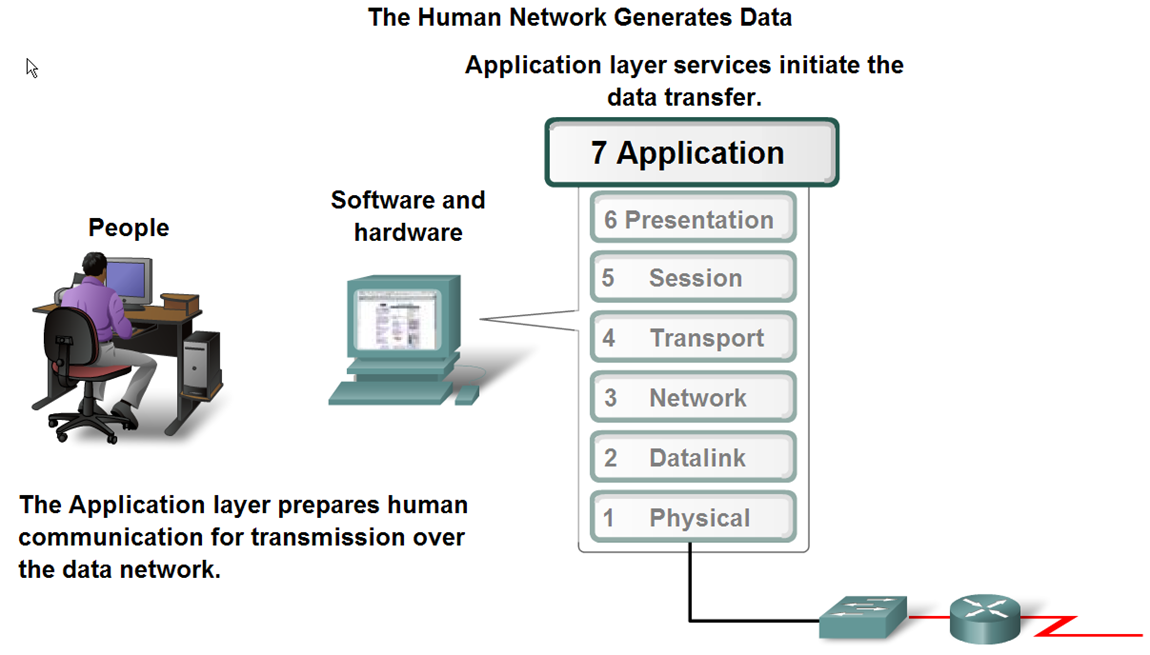 The Human Network Generates Data
Application layer services initiate the
data transfer.
7 Application
Software and
hardware
People
6 Presentation
5 Session
4 Transport
3 Network
2 Datalink
1 Physical
The Application layer prepares human
communication for transmission over
the data network.